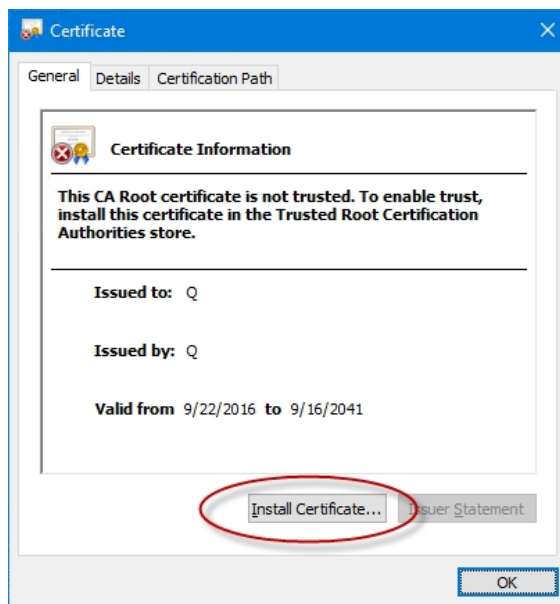 Certificate
General Details Certification Path
Certificate Information
This CA Root certificate is not trusted. To enable trust,
install this certificate in the Trusted Root Certification
Authorities store.
Issued to: Q
Issued by: Q
Valid from 9/22/2016 to 9/16/2041
Install Certificate... Issuer Statement
OK